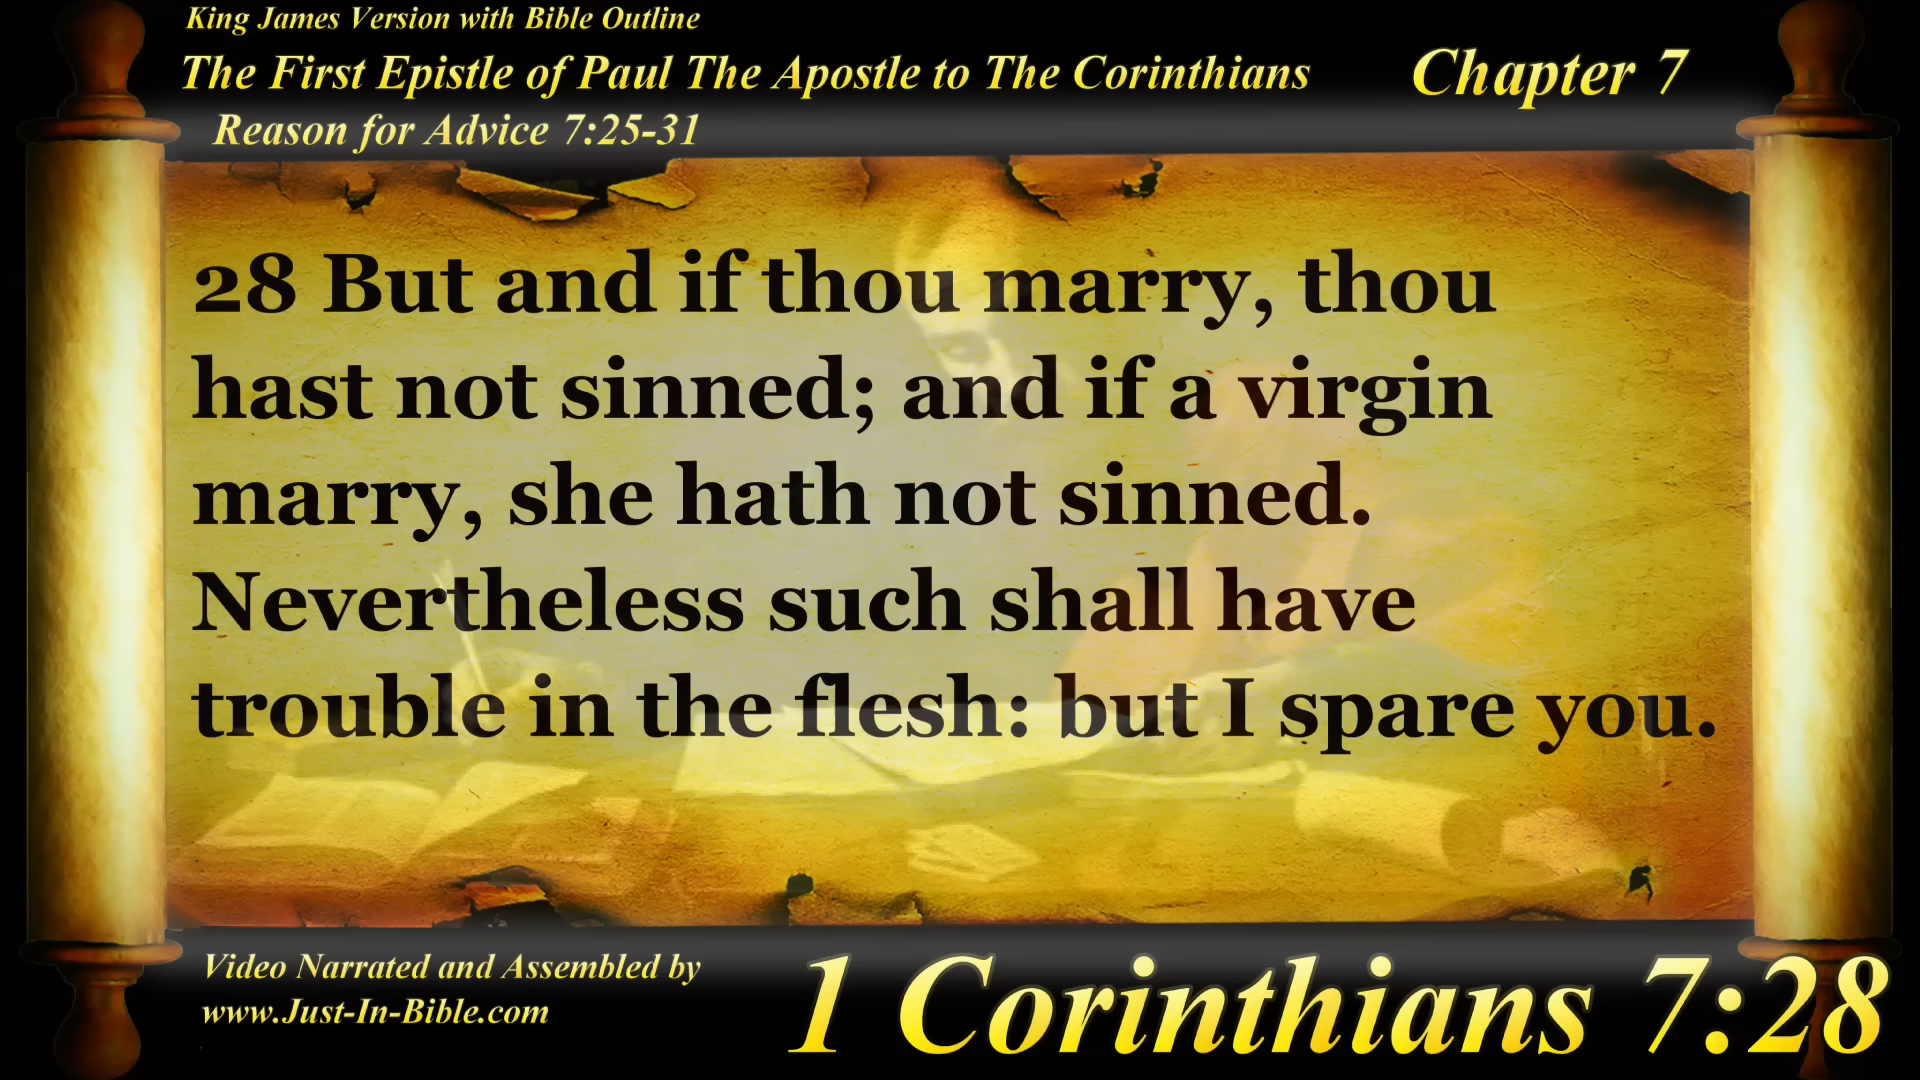 King James Version with Bible Outline
The First Epistle of Paul The Apostle to The Corinthians
Chapter 7
Reason for Advice 7:25-31
28 But and if thou marry, thou
hast not sinned; and if a virgin
marry, she hath not sinned.
Nevertheless such shall have
trouble in the flesh: but I spare you.
Video Narrated and Assembled by
www.Just-In-Bible.com
1 Corinthians 7:28